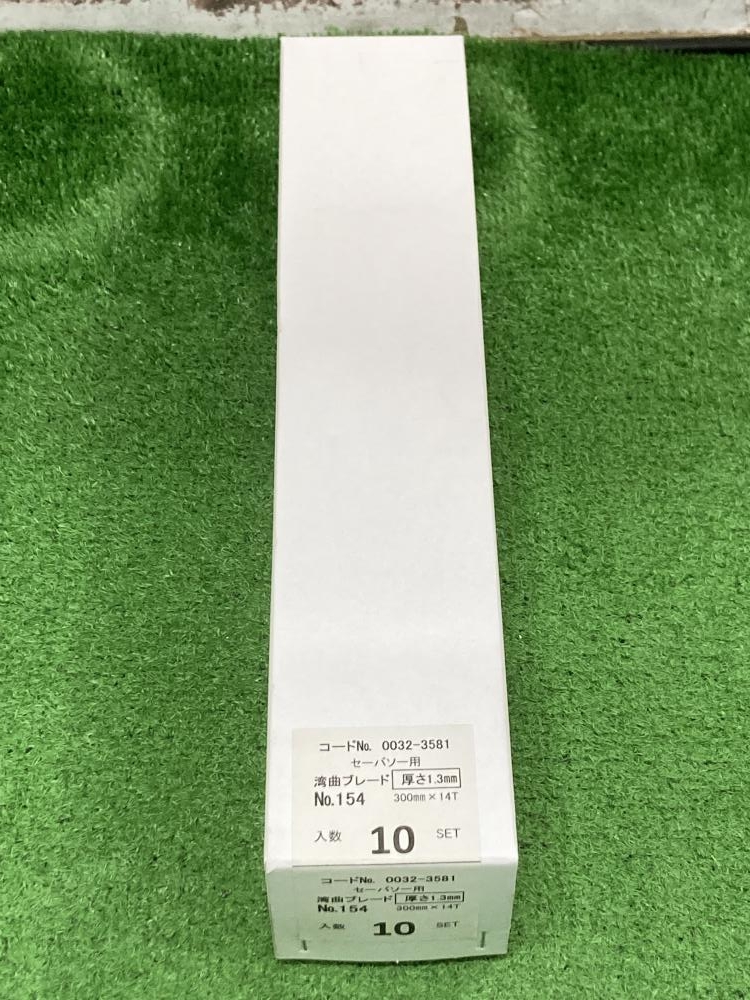 コードNo. 0032-3581
セーバソー用
湾曲ブレード 厚さ1.3mm
No.154 300mm×14T
入数 10 SET
コードNo. 0032-3581
セーバソー用
湾曲ブレード 厚さ1.3mm
No.154 300mm×14T
入数 10 SET